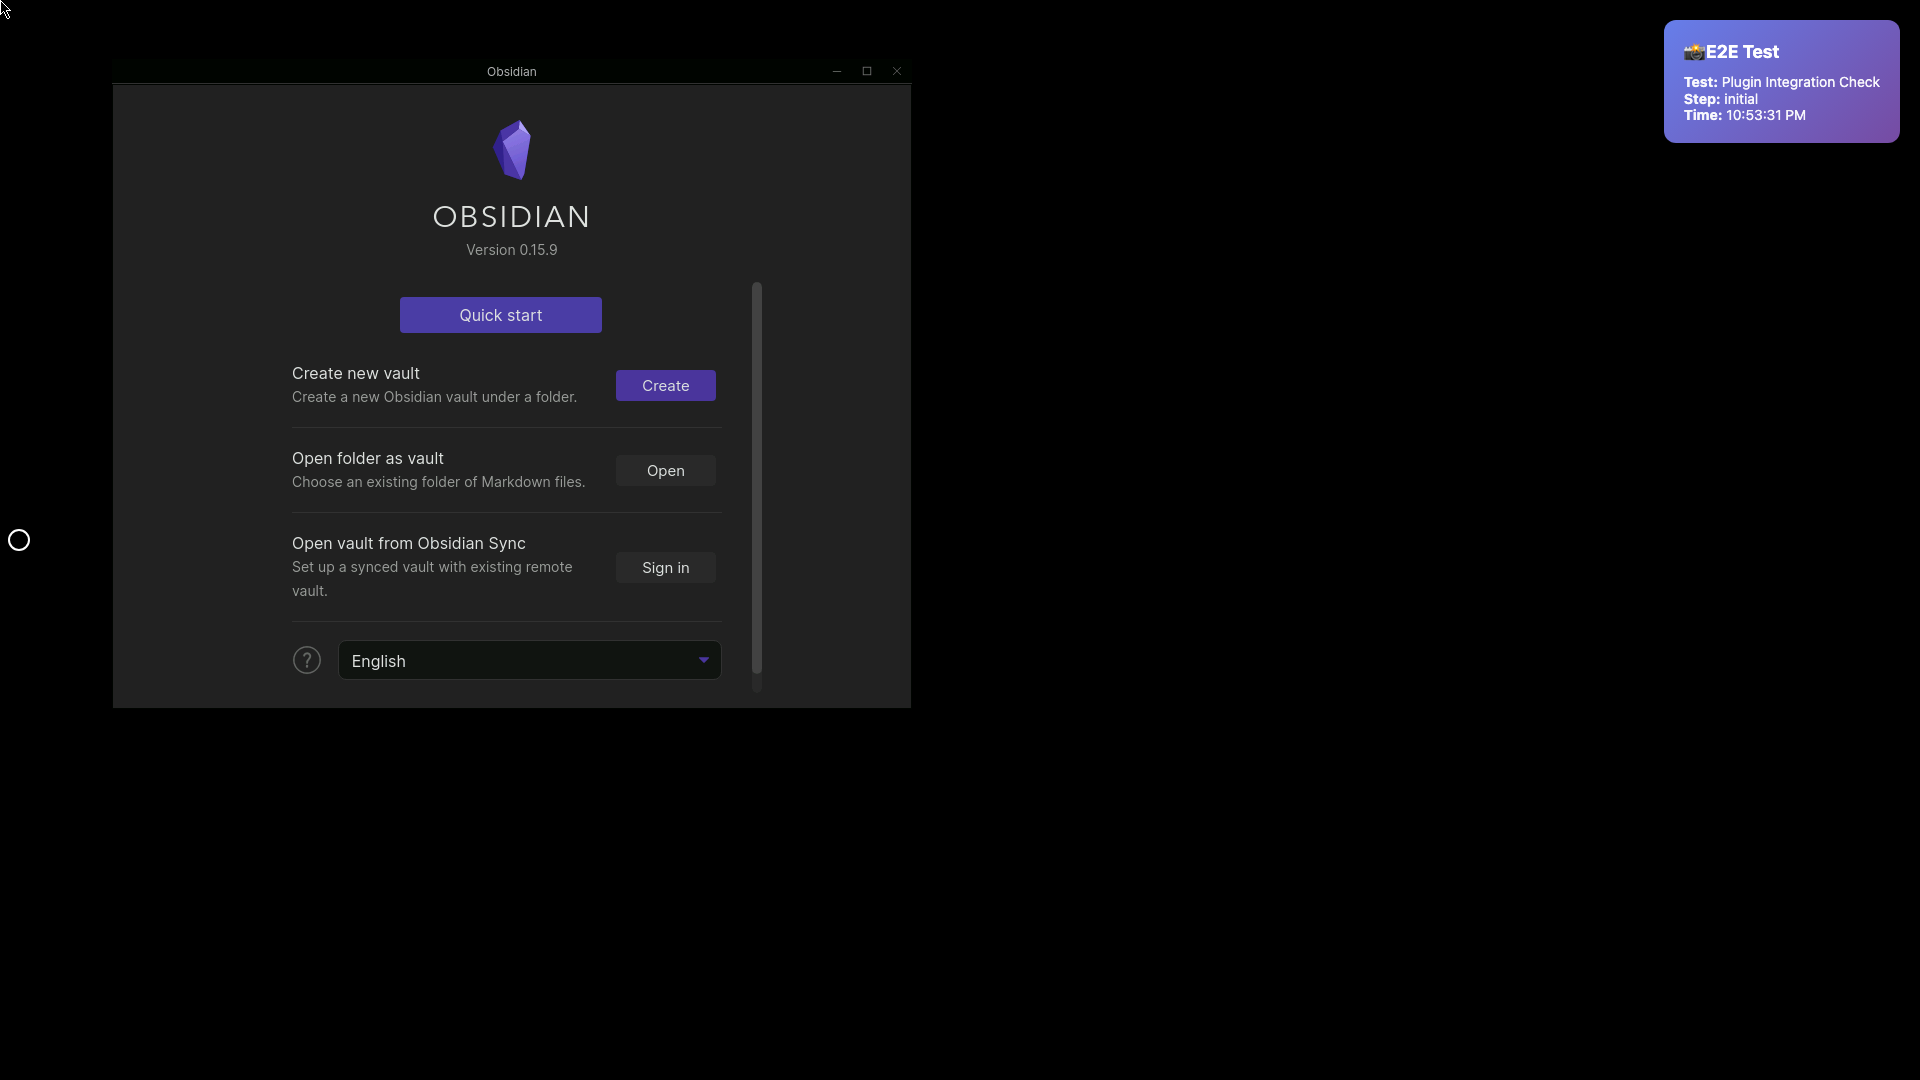 Obsidian
OBSIDIAN
Version 0.15.9
Quick start
Create new vault
Create a new Obsidian vault under a folder.
Create
Open folder as vault
Choose an existing folder of Markdown files.
Open
Open vault from Obsidian Sync
Set up a synced vault with existing remote
vault.
Sign in
?
English
📸E2E Test
Test: Plugin Integration Check
Step: initial
Time: 10:53:31 PM